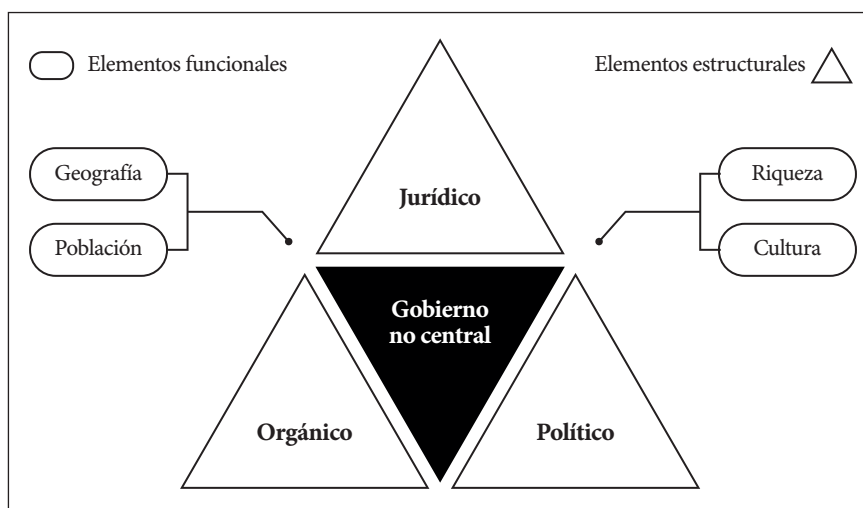 Elementos funcionales
Elementos estructurales
Geografía
Población
Riqueza
Cultura
Jurídico
Gobierno
no central
Orgánico
Político